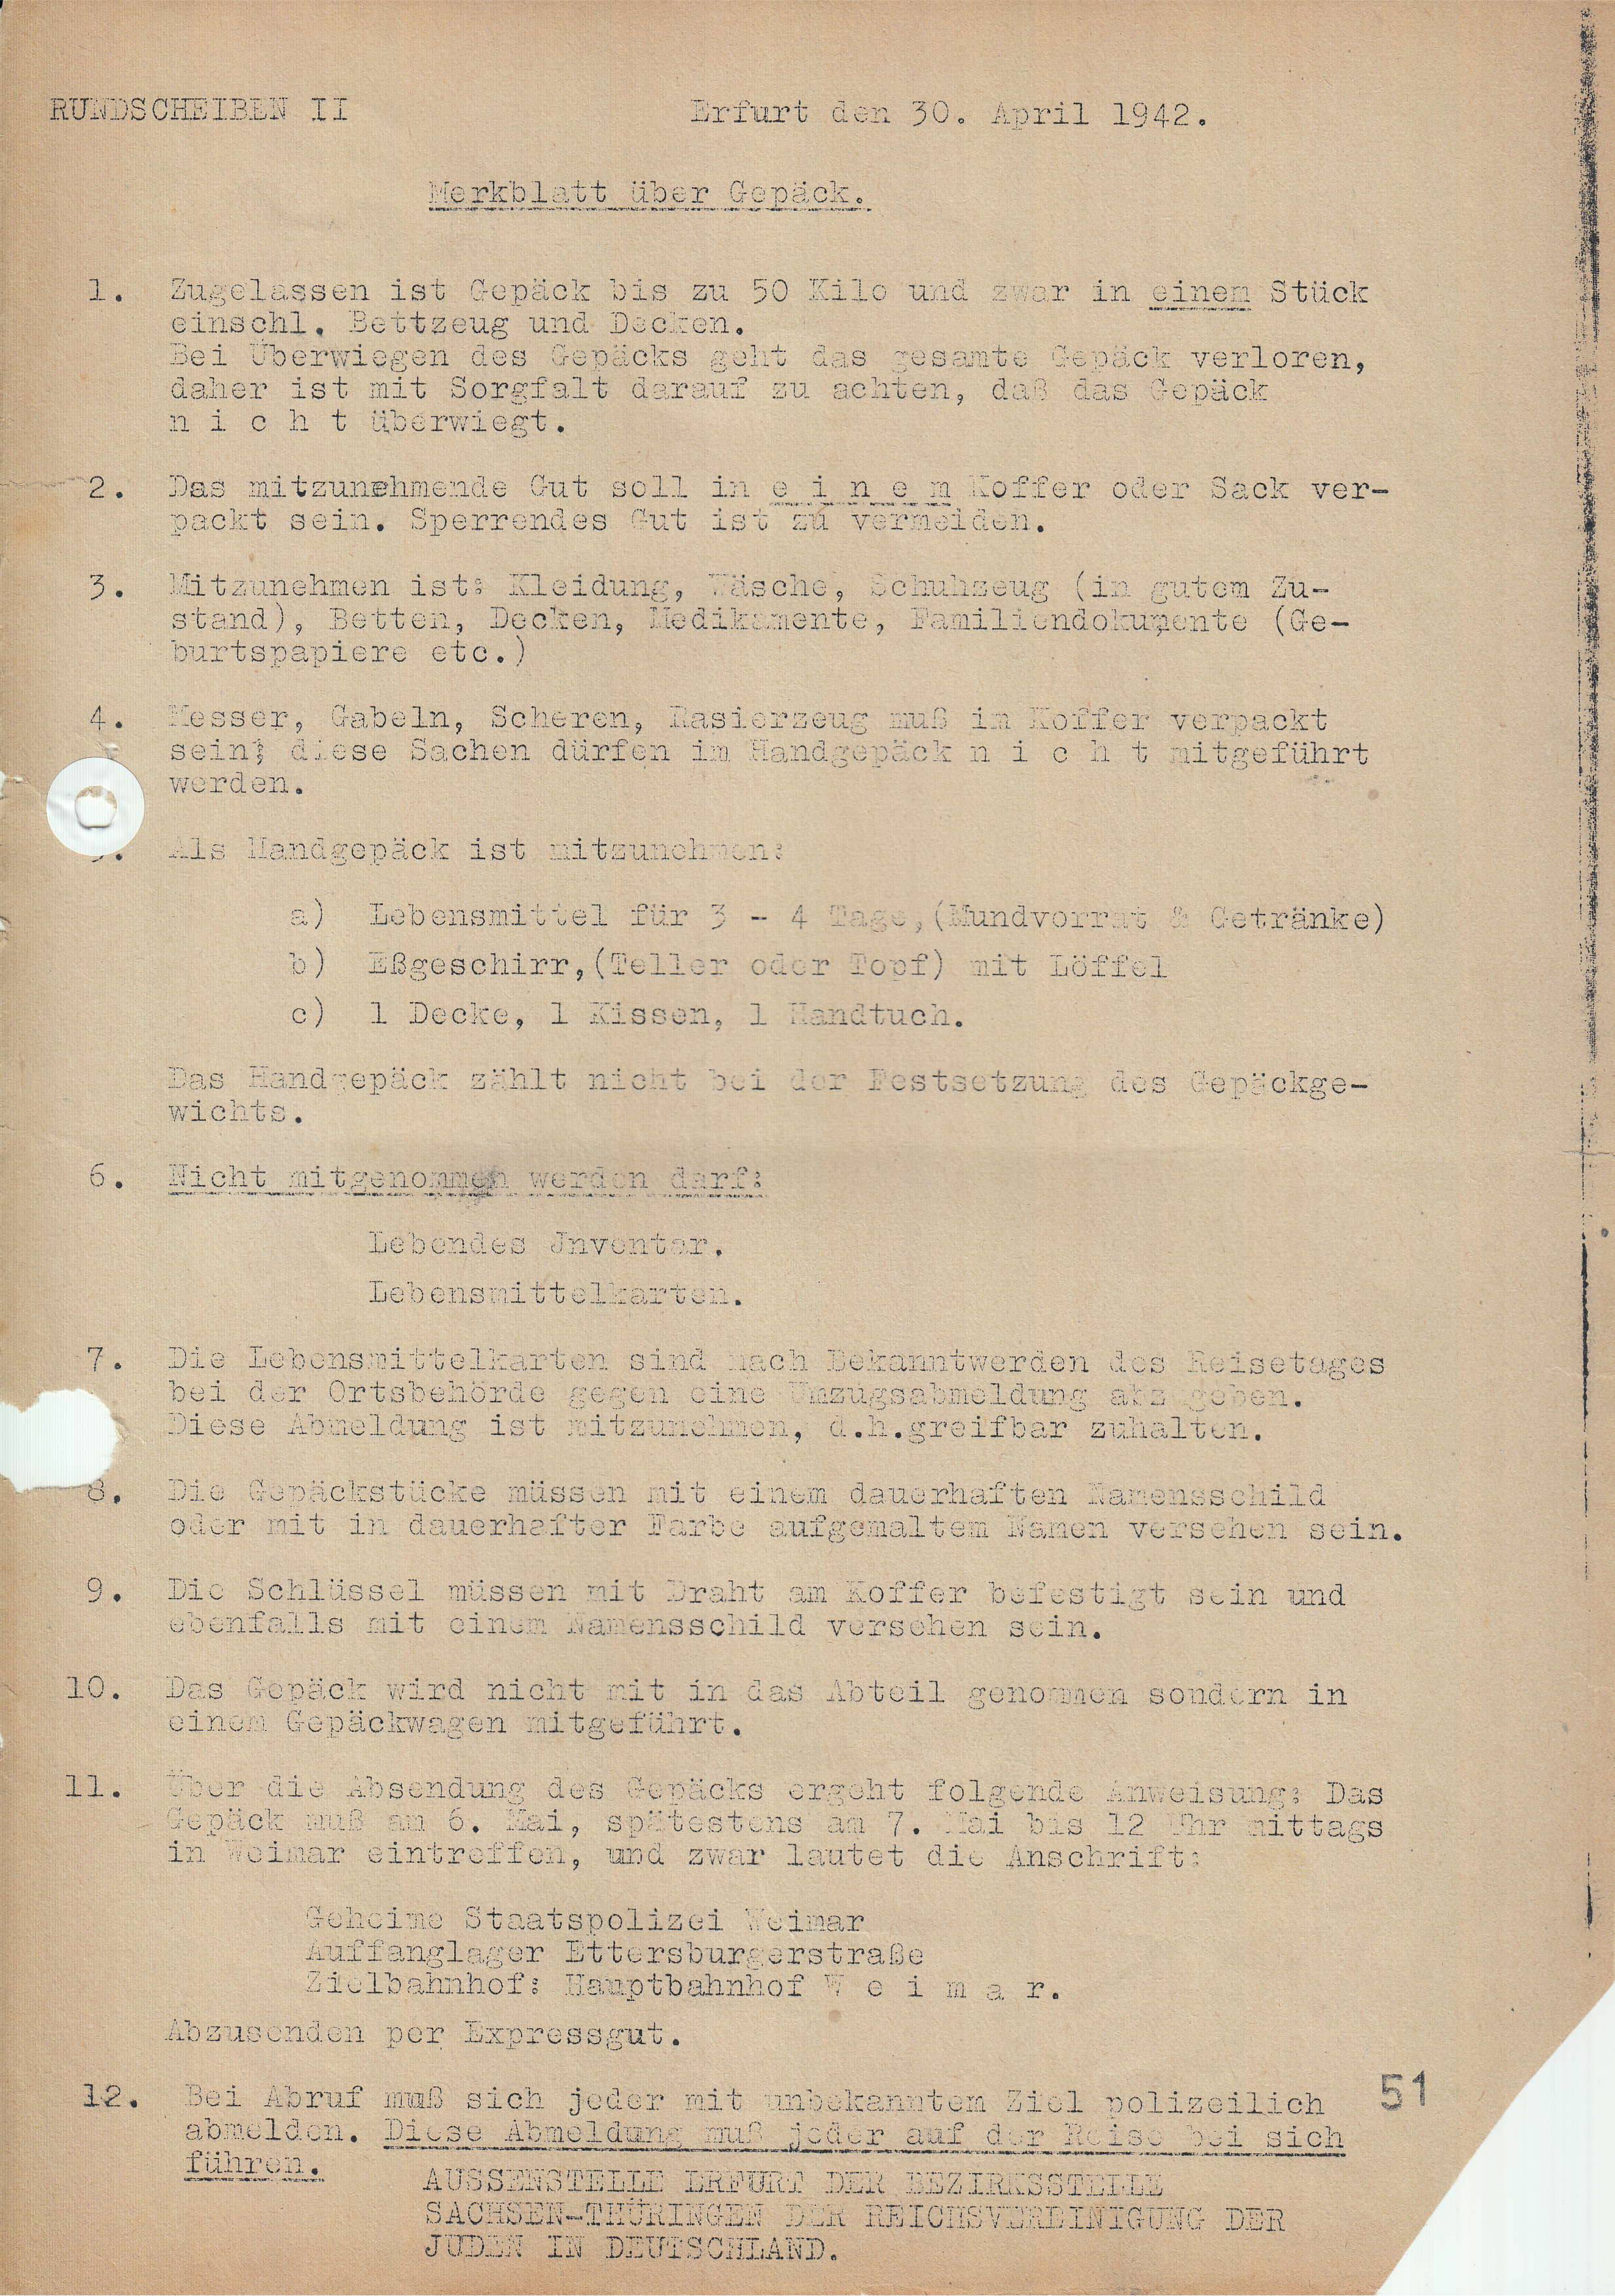 RUNDSCHEIBEN II Erfurt den 30. April 1942.
Merkblatt über Gepäck.
1. Zugelassen ist Gepäck bis zu 50 Kilo und zwar in einem Stück
einschl. Bettzeug und Decken.
Bei Überwiegen des Gepäcks geht das gesamte Gepäck verloren,
daher ist mit Sorgfalt darauf zu achten, daß das Gepäck
n i c h t überwiegt.
2. Das mitzunehmende Gut soll in e i n e m Koffer oder Sack ver-
packt sein. Sperrendes Gut ist zu vermeiden.
3. Mitzunehmen ist: Kleidung, Wäsche, Schuhzeug (in gutem Zu-
stand), Betten, Decken, Medikamente, Familiendokumente (Ge-
burtspapiere etc.)
4. Messer, Gabeln, Scheren, Rasierzeug muß im Koffer verpackt
sein; diese Sachen dürfen im Handgepäck n i c h t mitgeführt
werden.
5. Als Handgepäck ist mitzunehmen:
a) Lebensmittel für 3 - 4 Tage,(Mundvorrat & Getränke)
b) Eßgeschirr,(Teller oder Topf) mit Löffel
c) 1 Decke, 1 Kissen, 1 Handtuch.
Das Handgepäck zählt nicht bei der Festsetzung des Gepäckge-
wichts.
6. Nicht mitgenommen werden darf:
Lebendes Jnventar.
Lebensmittelkarten.
7. Die Lebensmittelkarten sind nach Bekanntwerden des Reisetages
bei der Ortsbehörde gegen eine Umzugsabmeldung abzugeben.
Diese Abmeldung ist mitzunehmen, d.h.greifbar zuhalten.
8. Die Gepäckstücke müssen mit einem dauerhaften Namensschild
oder mit in dauerhafter Farbe aufgemaltem Namen versehen sein.
9. Die Schlüssel müssen mit Draht am Koffer befestigt sein und
ebenfalls mit einem Namensschild versehen sein.
10. Das Gepäck wird nicht mit in das Abteil genommen sondern in
einem Gepäckwagen mitgeführt.
11. Über die Absendung des Gepäcks ergeht folgende Anweisung: Das
Gepäck muß am 6. Mai, spätestens am 7. Mai bis 12 Uhr mittags
in Weimar eintreffen, und zwar lautet die Anschrift:
Geheime Staatspolizei Weimar
Auffanglager Ettersburgerstraße
Zielbahnhof: Hauptbahnhof W e i m a r.
Abzusenden per Expressgut.
12. Bei Abruf muß sich jeder mit unbekanntem Ziel polizeilich
abmelden. Diese Abmeldung muß jeder auf der Reise bei sich
führen.
51
AUSSENSTELLE ERFURT DER BEZIRKSSTELLE
SACHSEN-THÜRINGEN DER REICHSVEREINIGUNG DER
JUDEN IN DEUTSCHLAND.